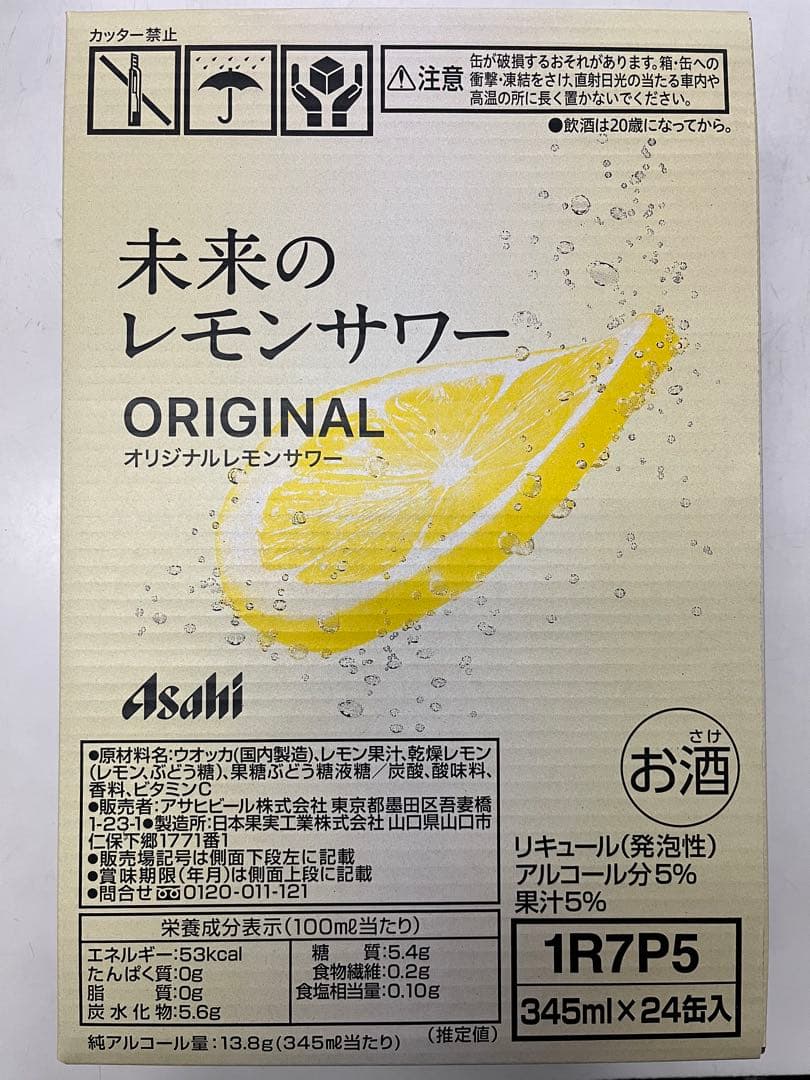 カッター禁止
⚠注意
缶が破損するおそれがあります。箱・缶への
衝撃・凍結をさけ、直射日光の当たる車内や
高温の所に長く置かないでください。
●飲酒は20歳になってから。
未来の
レモンサワー
ORIGINAL
オリジナルレモンサワー
Asahi
●原材料名:ウオッカ(国内製造)、レモン果汁、乾燥レモン
(レモン、ぶどう糖)、果糖ぶどう糖液糖/炭酸、酸味料、
香料、ビタミンC
●販売者:アサヒビール株式会社 東京都墨田区吾妻橋
1-23-1●製造所:日本果実工業株式会社 山口県山口市
仁保下郷1771番1
●販売場記号は側面下段左に記載
●賞味期限(年月)は側面上段に記載
●問合せ 0120-011-121
栄養成分表示(100ml当たり)
エネルギー:53kcal
たんぱく質:0g
脂 質:0g
炭水化物:5.6g
糖 質:5.4g
食物繊維:0.2g
食塩相当量:0.10g
純アルコール量:13.8g(345ml当たり)
(推定値)
さけ
お酒
リキュール(発泡性)
アルコール分5%
果汁5%
1R7P5
345ml×24缶入